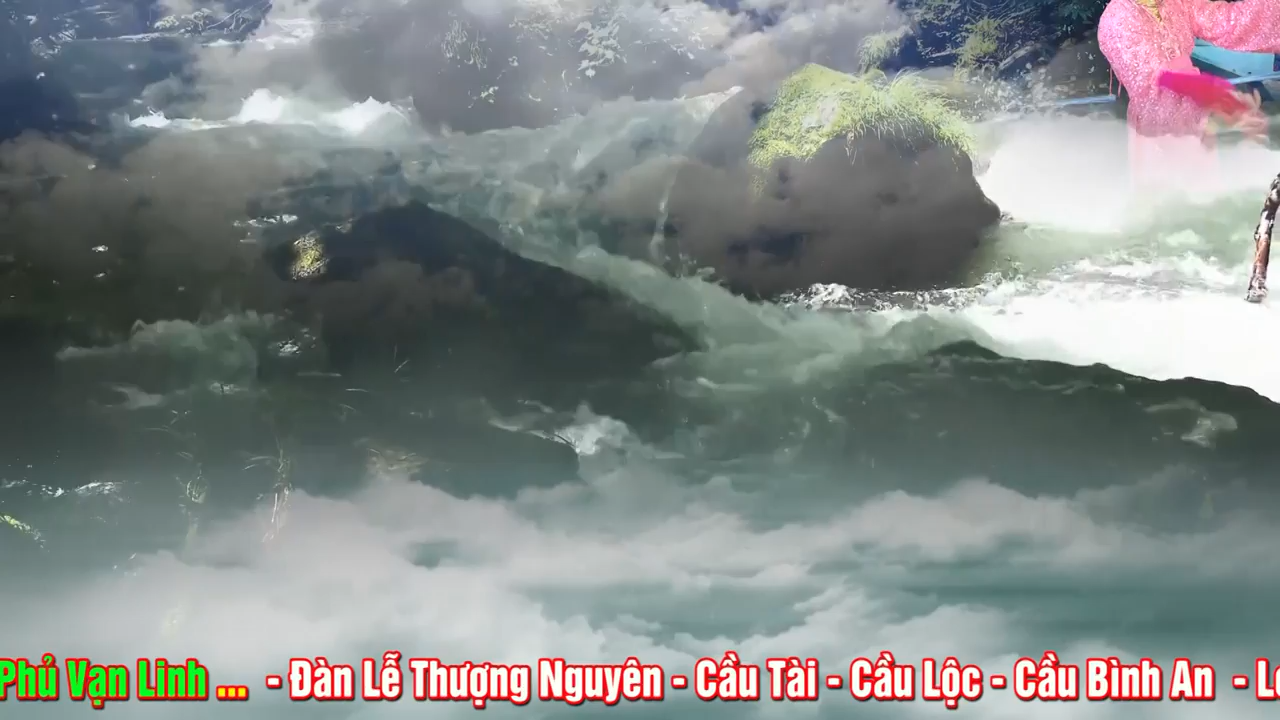 Phủ Vạn Linh ... - Đàn Lễ Thượng Nguyên - Cầu Tài - Cầu Lộc - Cầu Bình An -